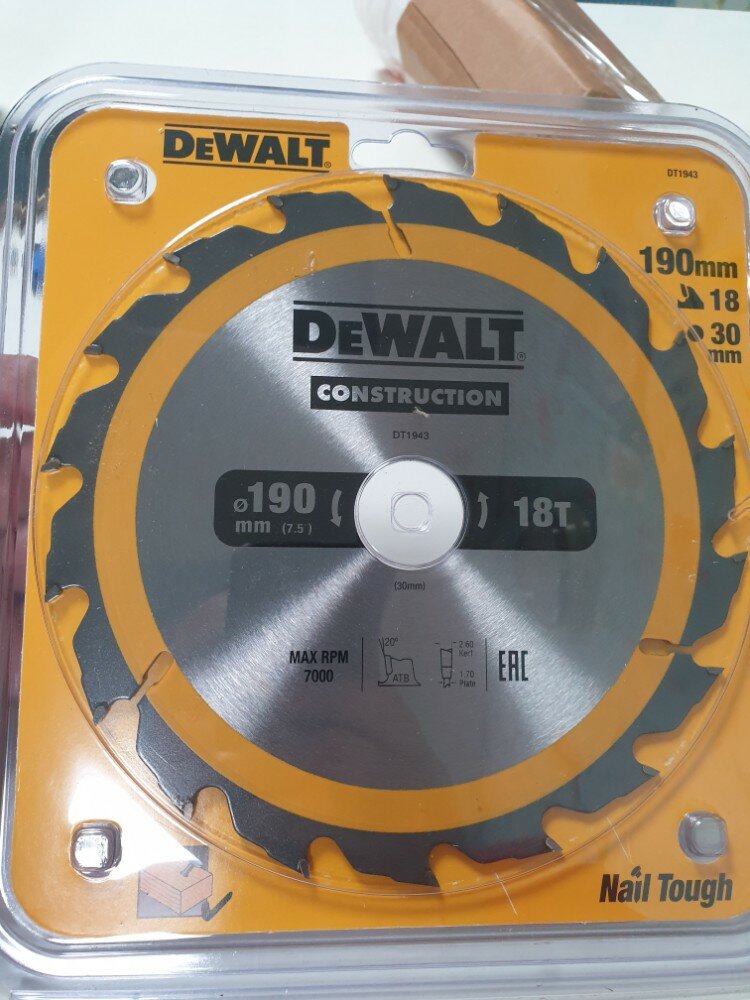 DEWALT®
DT1943
190mm
18
ø 30
mm
DEWALT®
CONSTRUCTION
DT1943
ø190
mm (7.5")
18T
(30mm)
MAX RPM
7000
20°
ATB
2.60
Kerf
1.70
Plate
EAC
Nail Tough